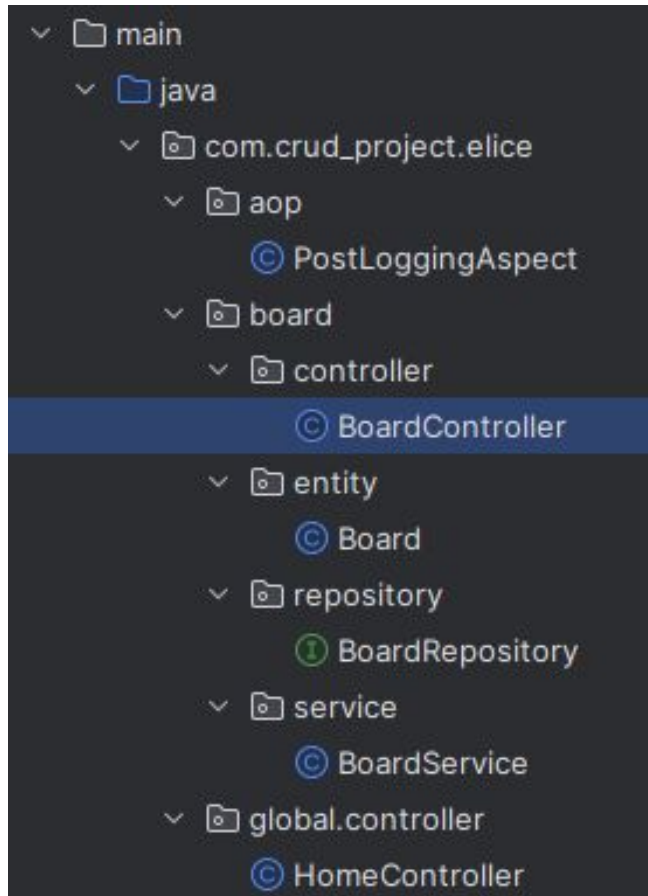 main
java
com.crud_project.elice
aop
PostLoggingAspect
board
controller
BoardController
entity
Board
repository
BoardRepository
service
BoardService
global.controller
HomeController